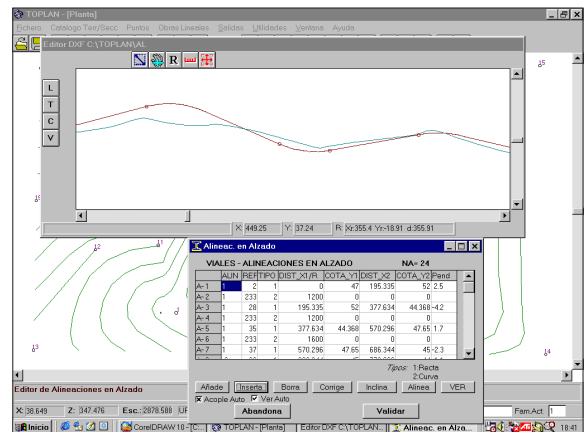 TOPLAN - [Planta]
Fichero Catalogo Terr/Secc Puntos Obras Lineales Salidas Utilidades Ventana Ayuda
Editor DXF C:\TOPLAN\AL
R
L
T
C
V
X: 449.25 Y: 37.24 R: Xr:355.4 Yr:-18.91 d:355.91
Alineac. en Alzado
VIALES - ALINEACIONES EN ALZADO NA= 24
ALIN REF TIPO DIST_X1/R COTA_Y1 DIST_X2 COTA_Y2 Pend
A- 1 1 2 1 0 47 195.335 52 2.5
A- 2 1 233 2 1200 0 0 0
A- 3 1 28 1 195.335 52 377.634 44.368 -4.2
A- 4 1 233 2 1200 0 0 0
A- 5 1 35 1 377.634 44.368 570.296 47.65 1.7
A- 6 1 233 2 1600 0 0 0
A- 7 1 37 1 570.296 47.65 686.344 45 -2.3
Tipos: 1:Recta
2:Curva
Añade Inserta Borra Corrige Inclina Alinea VER
Acople Auto Ver Auto
Abandona Validar
35
32
31
33
34
Editor de Alineaciones en Alzado
X: 38.649 Z: 347.476 Esc.: 2878.588
Fam.Act. 1
Inicio CorelDRAW 10 - [C... TOPLAN - [Planta] Editor DXF C:\TOPLAN... Alineac. en Alza... 18:41